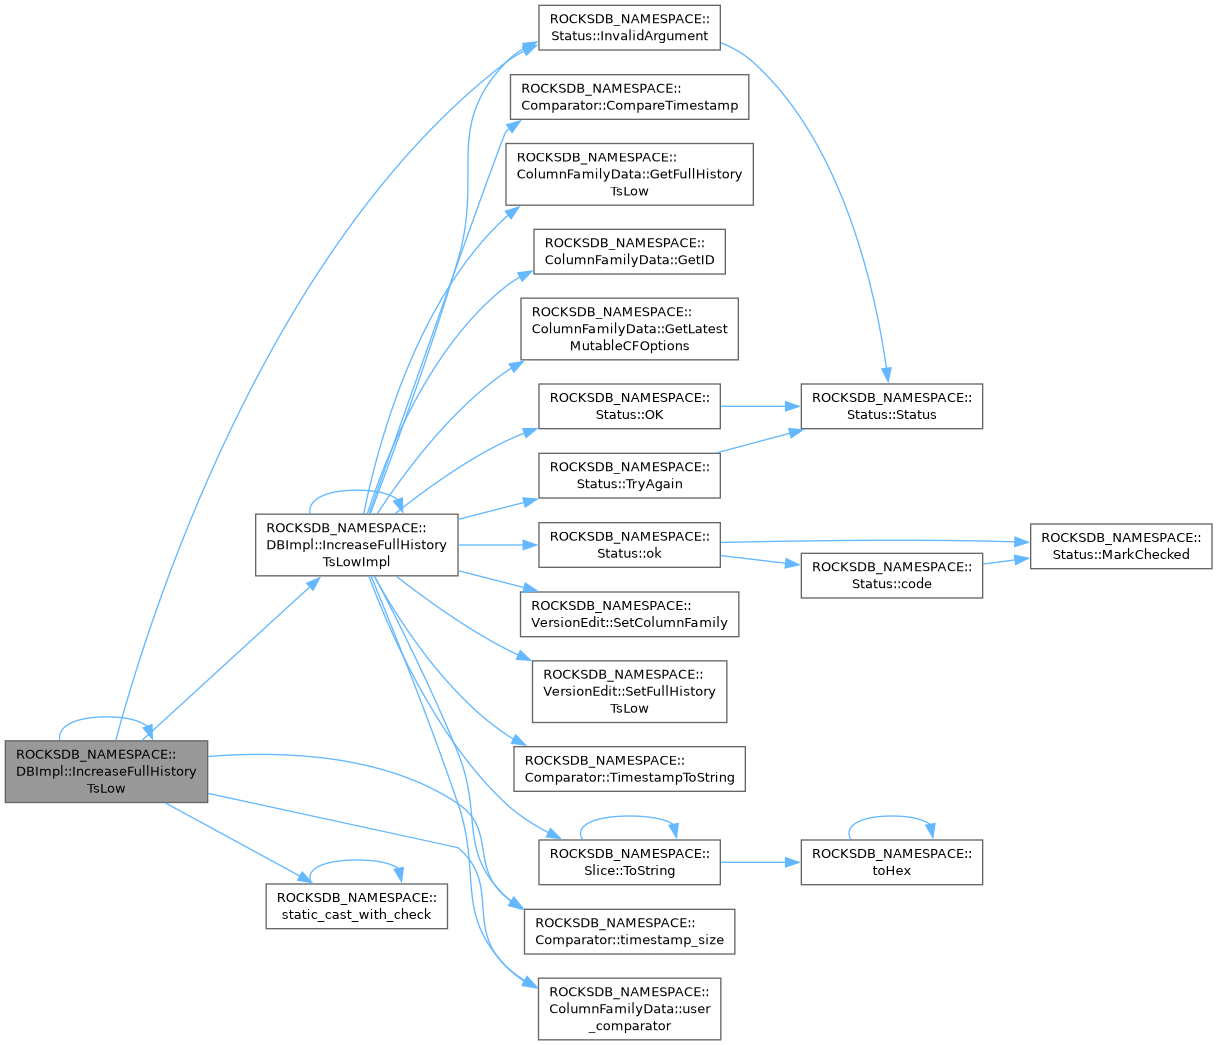 ROCKSDB_NAMESPACE::
Status::InvalidArgument
ROCKSDB_NAMESPACE::
Comparator::CompareTimestamp
ROCKSDB_NAMESPACE::
ColumnFamilyData::GetFullHistory
TsLow
ROCKSDB_NAMESPACE::
ColumnFamilyData::GetID
ROCKSDB_NAMESPACE::
ColumnFamilyData::GetLatest
MutableCFOptions
ROCKSDB_NAMESPACE::
Status::OK
ROCKSDB_NAMESPACE::
Status::Status
ROCKSDB_NAMESPACE::
Status::TryAgain
ROCKSDB_NAMESPACE::
DBImpl::IncreaseFullHistory
TsLowImpl
ROCKSDB_NAMESPACE::
Status::ok
ROCKSDB_NAMESPACE::
Status::MarkChecked
ROCKSDB_NAMESPACE::
Status::code
ROCKSDB_NAMESPACE::
VersionEdit::SetColumnFamily
ROCKSDB_NAMESPACE::
VersionEdit::SetFullHistory
TsLow
ROCKSDB_NAMESPACE::
DBImpl::IncreaseFullHistory
TsLow
ROCKSDB_NAMESPACE::
Comparator::TimestampToString
ROCKSDB_NAMESPACE::
Slice::ToString
ROCKSDB_NAMESPACE::
toHex
ROCKSDB_NAMESPACE::
static_cast_with_check
ROCKSDB_NAMESPACE::
Comparator::timestamp_size
ROCKSDB_NAMESPACE::
ColumnFamilyData::user
_comparator